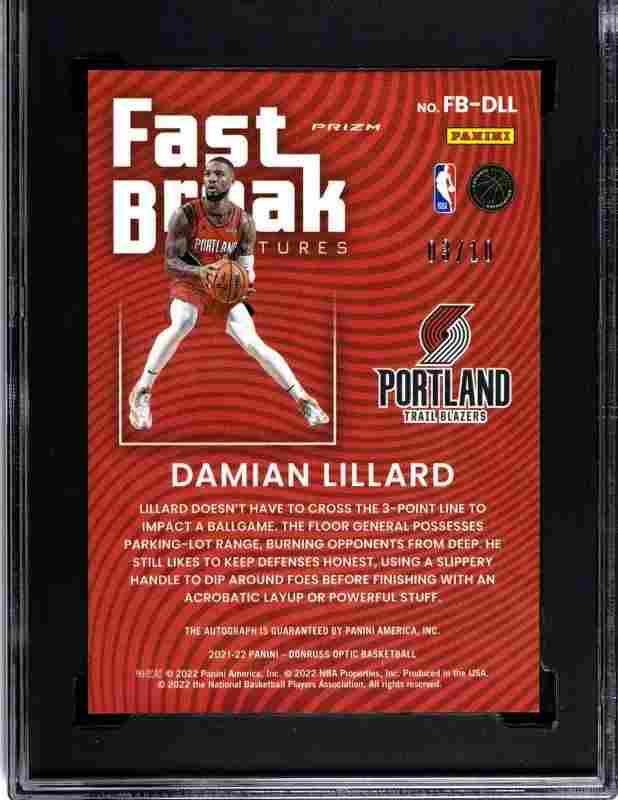 NO. FB-DLL
Fast
PRIZM
PANINI
Break
NBA
TURES
PORTLAND
PORTLAND
TRAIL BLAZERS
DAMIAN LILLARD
LILLARD DOESN'T HAVE TO CROSS THE 3-POINT LINE TO
IMPACT A BALLGAME. THE FLOOR GENERAL POSSESSES
PARKING-LOT RANGE, BURNING OPPONENTS FROM DEEP. HE
STILL LIKES TO KEEP DEFENSES HONEST, USING A SLIPPERY
HANDLE TO DIP AROUND FOES BEFORE FINISHING WITH AN
ACROBATIC LAYUP OR POWERFUL STUFF.
THE AUTOGRAPH IS GUARANTEED BY PANINI AMERICA, INC.
2021-22 PANINI – DONRUSS OPTIC BASKETBALL
© 2022 Panini America, Inc. © 2022 NBA Properties, Inc. Produced in the USA.
© 2022 the National Basketball Players Association. All rights reserved.